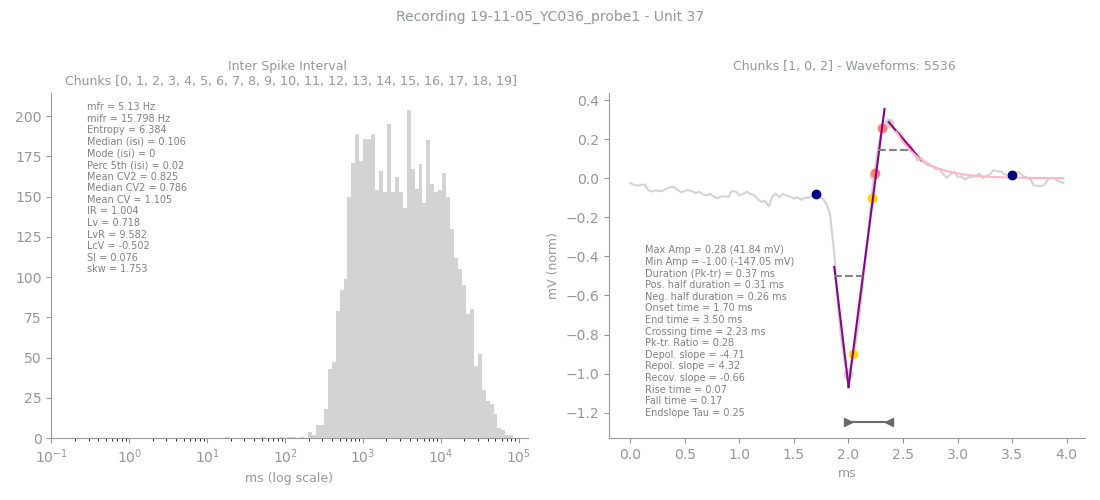 Recording 19-11-05_YC036_probe1 - Unit 37
Inter Spike Interval
Chunks [0, 1, 2, 3, 4, 5, 6, 7, 8, 9, 10, 11, 12, 13, 14, 15, 16, 17, 18, 19]
200
175
150
125
100
75
50
25
0
mfr = 5.13 Hz
mifr = 15.798 Hz
Entropy = 6.384
Median (isi) = 0.106
Mode (isi) = 0
Perc 5th (isi) = 0.02
Mean CV2 = 0.825
Median CV2 = 0.786
Mean CV = 1.105
IR = 1.004
Lv = 0.718
LvR = 9.582
LcV = -0.502
SI = 0.076
skw = 1.753
10⁻¹ 10⁰ 10¹ 10² 10³ 10⁴ 10⁵
ms (log scale)
Chunks [1, 0, 2] - Waveforms: 5536
mV (norm)
0.4
0.2
0.0
−0.2
−0.4
−0.6
−0.8
−1.0
−1.2
Max Amp = 0.28 (41.84 mV)
Min Amp = -1.00 (-147.05 mV)
Duration (Pk-tr) = 0.37 ms
Pos. half duration = 0.31 ms
Neg. half duration = 0.26 ms
Onset time = 1.70 ms
End time = 3.50 ms
Crossing time = 2.23 ms
Pk-tr. Ratio = 0.28
Depol. slope = -4.71
Repol. slope = 4.32
Recov. slope = -0.66
Rise time = 0.07
Fall time = 0.17
Endslope Tau = 0.25
0.0 0.5 1.0 1.5 2.0 2.5 3.0 3.5 4.0
ms